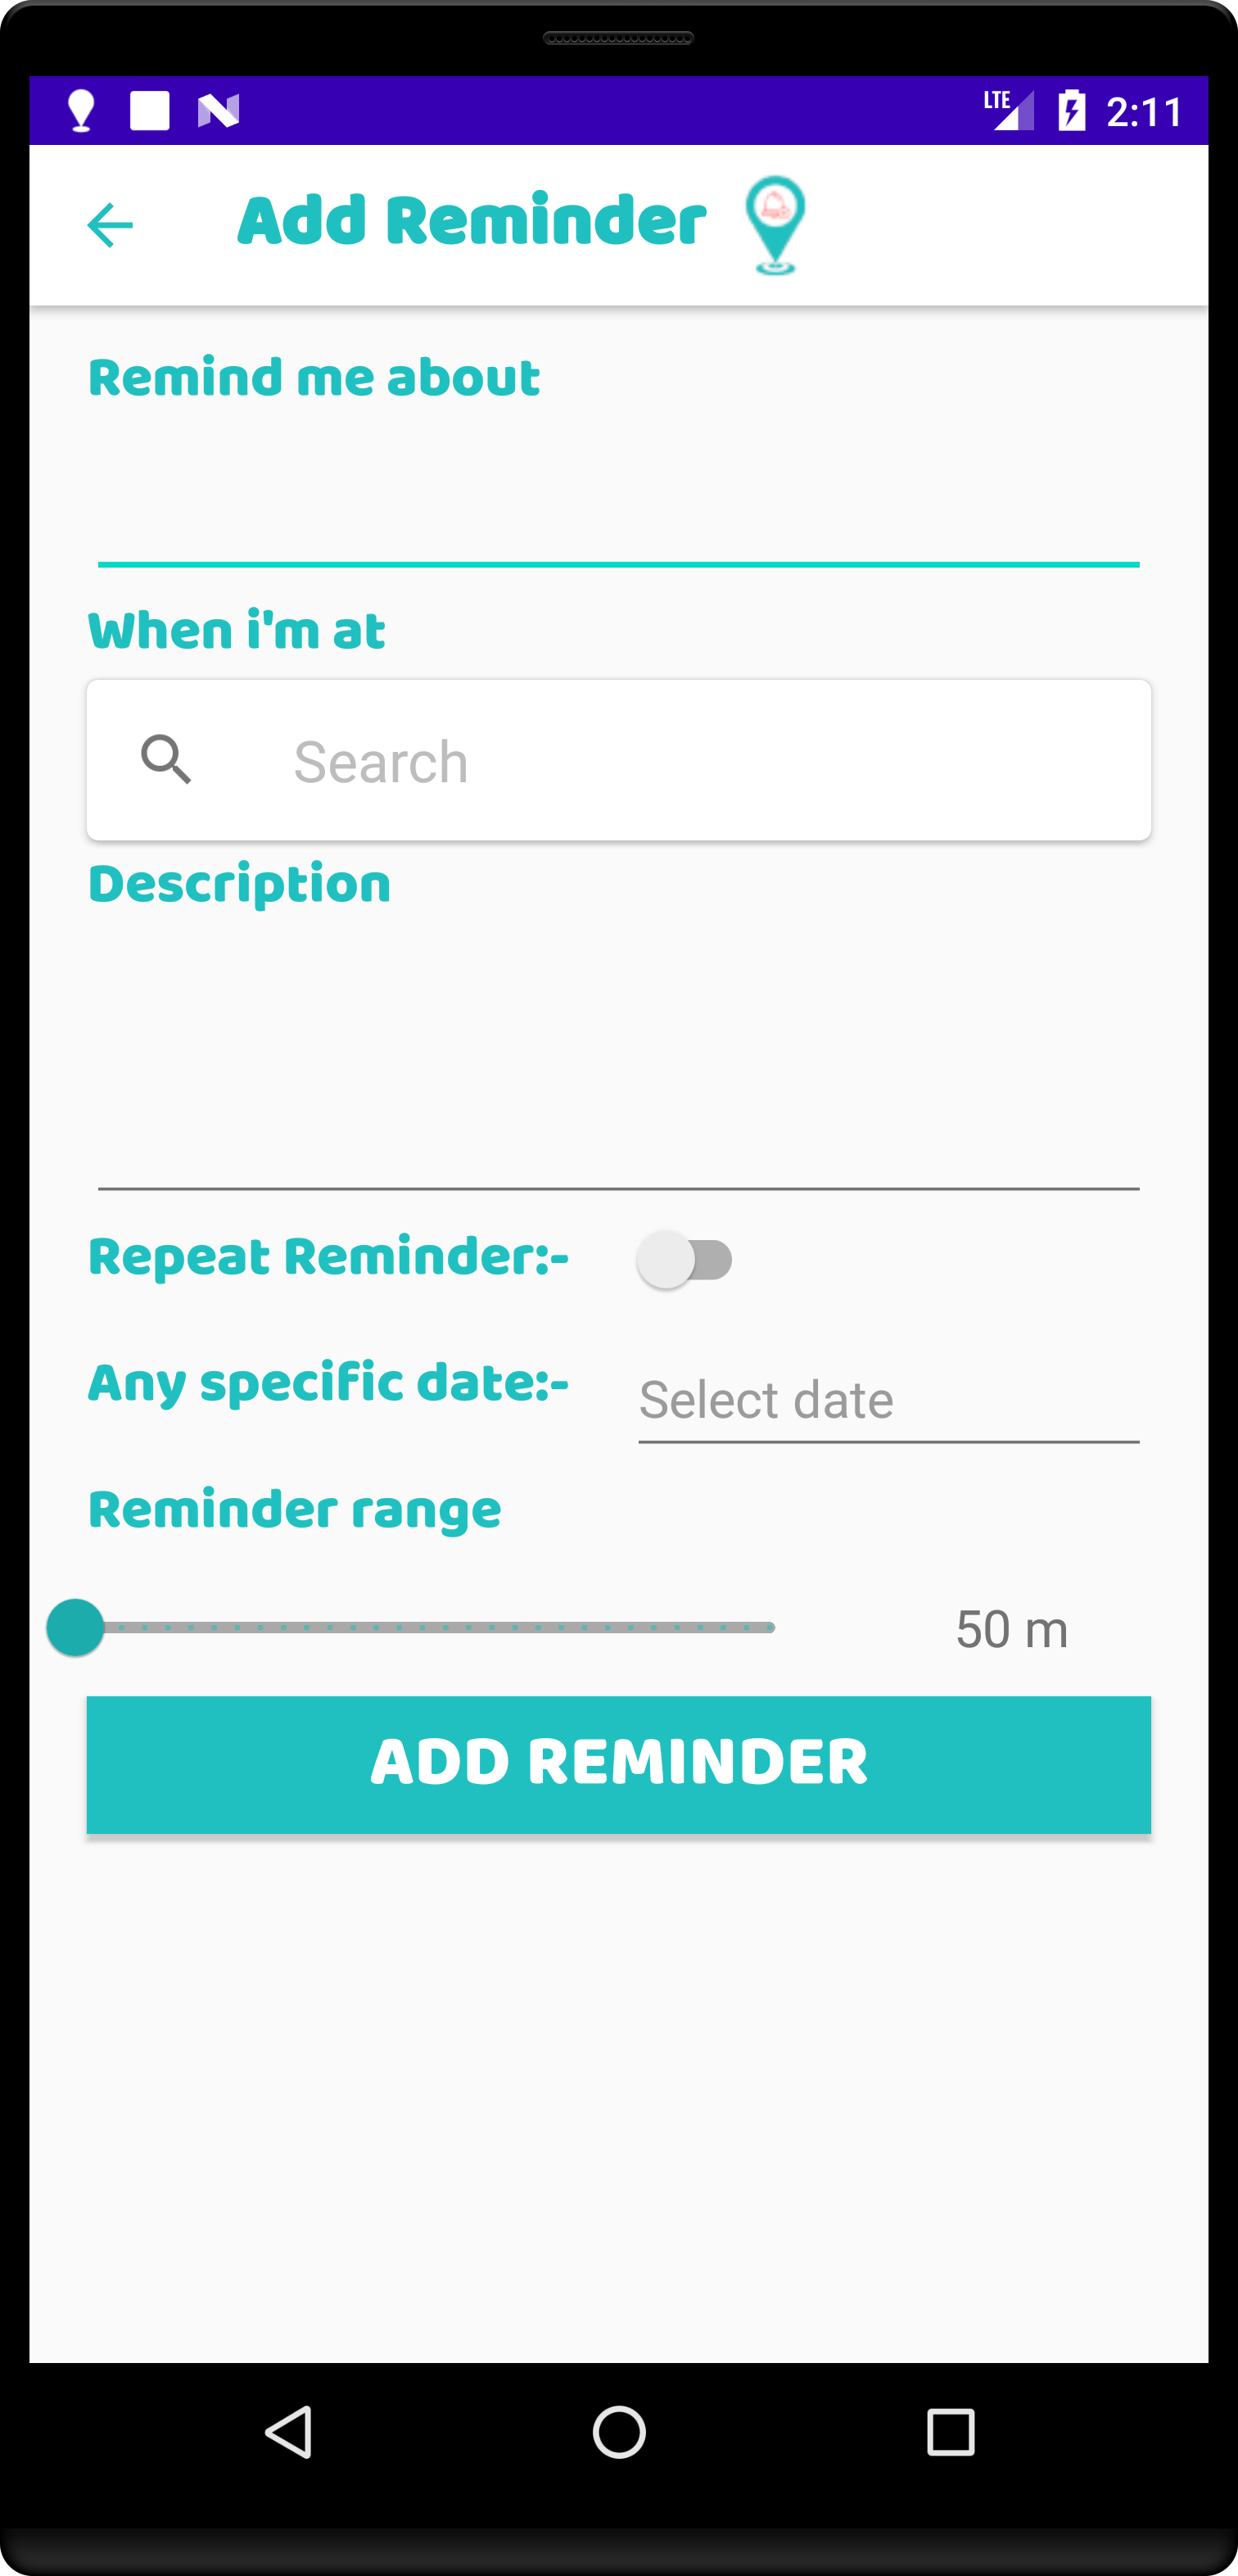 LTE 2:11
Add Reminder
Remind me about
When i'm at
Search
Description
Repeat Reminder:-
Any specific date:- Select date
Reminder range
50 m
ADD REMINDER